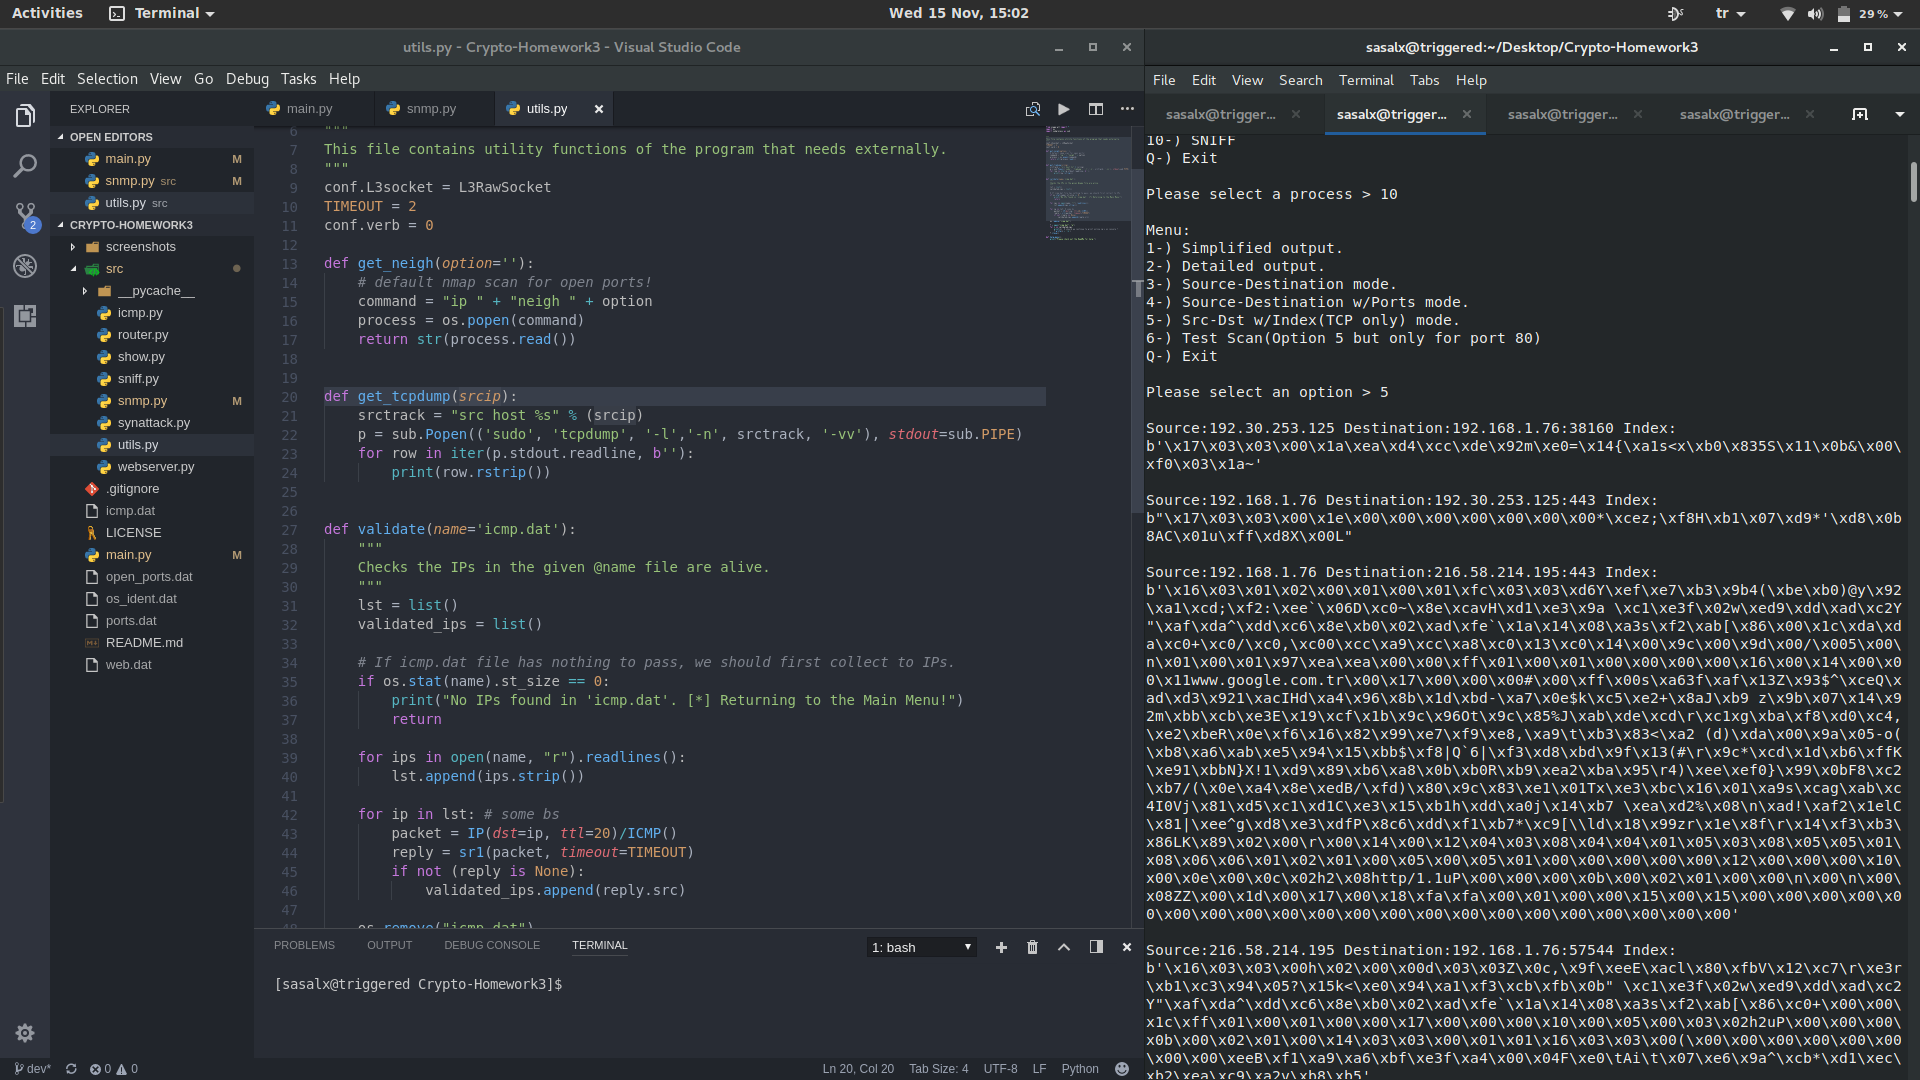 Activities
Terminal
Wed 15 Nov, 15:02
tr
29 %
utils.py - Crypto-Homework3 - Visual Studio Code
File Edit Selection View Go Debug Tasks Help
EXPLORER
OPEN EDITORS
main.py M
snmp.py src M
utils.py src
CRYPTO-HOMEWORK3
screenshots
src
__pycache__
icmp.py
router.py
show.py
sniff.py
snmp.py M
synattack.py
utils.py
webserver.py
.gitignore
icmp.dat
LICENSE
main.py M
open_ports.dat
os_ident.dat
ports.dat
README.md
web.dat
2
main.py
snmp.py
utils.py
6 """
7 This file contains utility functions of the program that needs externally.
8 """
9 conf.L3socket = L3RawSocket
10 TIMEOUT = 2
11 conf.verb = 0
12
13 def get_neigh(option=''):
14 # default nmap scan for open ports!
15 command = "ip " + "neigh " + option
16 process = os.popen(command)
17 return str(process.read())
18
19
20 def get_tcpdump(srcip):
21 srctrack = "src host %s" % (srcip)
22 p = sub.Popen(('sudo', 'tcpdump', '-l','-n', srctrack, '-vv'), stdout=sub.PIPE)
23 for row in iter(p.stdout.readline, b''):
24 print(row.rstrip())
25
26
27 def validate(name='icmp.dat'):
28 """
29 Checks the IPs in the given @name file are alive.
30 """
31 lst = list()
32 validated_ips = list()
33
34 # If icmp.dat file has nothing to pass, we should first collect to IPs.
35 if os.stat(name).st_size == 0:
36 print("No IPs found in 'icmp.dat'. [*] Returning to the Main Menu!")
37 return
38
39 for ips in open(name, "r").readlines():
40 lst.append(ips.strip())
41
42 for ip in lst: # some bs
43 packet = IP(dst=ip, ttl=20)/ICMP()
44 reply = sr1(packet, timeout=TIMEOUT)
45 if not (reply is None):
46 validated_ips.append(reply.src)
47
48 os.remove("icmp.dat")
PROBLEMS OUTPUT DEBUG CONSOLE TERMINAL
1: bash
[sasalx@triggered Crypto-Homework3]$
dev*
0 0
Ln 20, Col 20 Tab Size: 4 UTF-8 LF Python
sasalx@triggered:~/Desktop/Crypto-Homework3
File Edit View Search Terminal Tabs Help
sasalx@trigger...
sasalx@trigger...
sasalx@trigger...
sasalx@trigger...
10-) SNIFF
Q-) Exit
Please select a process > 10
Menu:
1-) Simplified output.
2-) Detailed output.
3-) Source-Destination mode.
4-) Source-Destination w/Ports mode.
5-) Src-Dst w/Index(TCP only) mode.
6-) Test Scan(Option 5 but only for port 80)
Q-) Exit
Please select an option > 5
Source:192.30.253.125 Destination:192.168.1.76:38160 Index:
b'\x17\x03\x03\x00\x1a\xea\xd4\xcc\xde\x92m\xe0=\x14{\xa1s<x\xb0\x835S\x11\x0b&\x00\
xf0\x03\x1a~'
Source:192.168.1.76 Destination:192.30.253.125:443 Index:
b"\x17\x03\x03\x00\x1e\x00\x00\x00\x00\x00\x00\x00*\xcez;\xf8H\xb1\x07\xd9*'\xd8\x0b
8AC\x01u\xff\xd8X\x00L"
Source:192.168.1.76 Destination:216.58.214.195:443 Index:
b'\x16\x03\x01\x02\x00\x01\x00\x01\xfc\x03\x03\xd6Y\xef\xe7\xb3\x9b4(\xbe\xb0)@y\x92
\xa1\xcd;\xf2:\xee`\x06D\xc0~\x8e\xcavH\xd1\xe3\x9a \xc1\xe3f\x02w\xed9\xdd\xad\xc2Y
"\xaf\xda^\xdd\xc6\x8e\xb0\x02\xad\xfe`\x1a\x14\x08\xa3s\xf2\xab[\x86\x00\x1c\xda\xd
a\xc0+\xc0/\xc0,\xc00\xcc\xa9\xcc\xa8\xc0\x13\xc0\x14\x00\x9c\x00\x9d\x00/\x005\x00\
n\x01\x00\x01\x97\xea\xea\x00\x00\xff\x01\x00\x01\x00\x00\x00\x00\x16\x00\x14\x00\x0
0\x11www.google.com.tr\x00\x17\x00\x00\x00#\x00\xff\x00s\xa63f\xaf\x13Z\x93$^\xceQ\x
ad\xd3\x921\xacIHd\xa4\x96\x8b\x1d\xbd-\xa7\x0e$k\xc5\xe2+\x8aJ\xb9 z\x9b\x07\x14\x9
2m\xbb\xcb\xe3E\x19\xcf\x1b\x9c\x96Ot\x9c\x85%J\xab\xde\xcd\r\xc1xg\xba\xf8\xd0\xc4,
\xe2\xbeR\x0e\xf6\x16\x82\x99\xe7\xf9\xe8,\xa9\t\xb3\x83<\xa2 (d)\xda\x00\x9a\x05-o(
\xb8\xa6\xab\xe5\x94\x15\xbb$\xf8|Q`6|\xf3\xd8\xbd\x9f\x13(#\r\x9c*\xcd\x1d\xb6\xffK
\xe91\xbbN}X!1\xd9\x89\xb6\xa8\x0b\xb0R\xb9\xea2\xba\x95\r4)\xee\xef0}\x99\x0bF8\xc2
\xb7/(\x0e\xa4\x8e\xedB/\xfd)\x80\x9c\x83\xe1\x01Tx\xe3\xbc\x16\x01\xa9s\xcag\xab\xc
4I0Vj\x81\xd5\xc1\xd1C\xe3\x15\xb1h\xdd\xa0j\x14\xb7 \xea\xd2%\x08\n\xad!\xaf2\x1elC
\x81|\xee^g\xd8\xe3\xdfP\x8c6\xdd\xf1\xb7*\xc9[\\ld\x18\x99zr\x1e\x8f\r\x14\xf3\xb3\
x86LK\x89\x02\x00\r\x00\x14\x00\x12\x04\x03\x08\x04\x04\x01\x05\x03\x08\x05\x05\x01\
x08\x06\x06\x01\x02\x01\x00\x05\x00\x05\x01\x00\x00\x00\x00\x12\x00\x00\x00\x10\
x00\x0e\x00\x0c\x02h2\x08http/1.1uP\x00\x00\x00\x0b\x00\x02\x01\x00\x00\n\x00\n\x00\
x08ZZ\x00\x1d\x00\x17\x00\x18\xfa\xfa\x00\x01\x00\x00\x15\x00\x15\x00\x00\x00\x00\x0
0\x00\x00\x00\x00\x00\x00\x00\x00\x00\x00\x00\x00\x00\x00\x00\x00'
Source:216.58.214.195 Destination:192.168.1.76:57544 Index:
b'\x16\x03\x03\x00h\x02\x00\x00d\x03\x03Z\x0c,\x9f\xeeE\xacl\x80\xfbV\x12\xc7\r\xe3r
\xb1\xc3\x94\x05?\x15k<\xe0\x94\xa1\xf3\xcb\xfb\x0b" \xc1\xe3f\x02w\xed9\xdd\xad\xc2
Y"\xaf\xda^\xdd\xc6\x8e\xb0\x02\xad\xfe`\x1a\x14\x08\xa3s\xf2\xab[\x86\xc0+\x00\x00\
x1c\xff\x01\x00\x01\x00\x00\x17\x00\x00\x00\x10\x00\x05\x00\x03\x02h2uP\x00\x00\x00\
x0b\x00\x02\x01\x00\x14\x03\x03\x00\x01\x01\x16\x03\x03\x00(\x00\x00\x00\x00\x00\x00
\x00\x00\xeeB\xf1\xa9\xa6\xbf\xe3f\xa4\x00\x04F\xe0\tAi\t\x07\xe6\x9a^\xcb*\xd1\xec\
xb2\xea\xc9\xa2v\xb8\xb5'